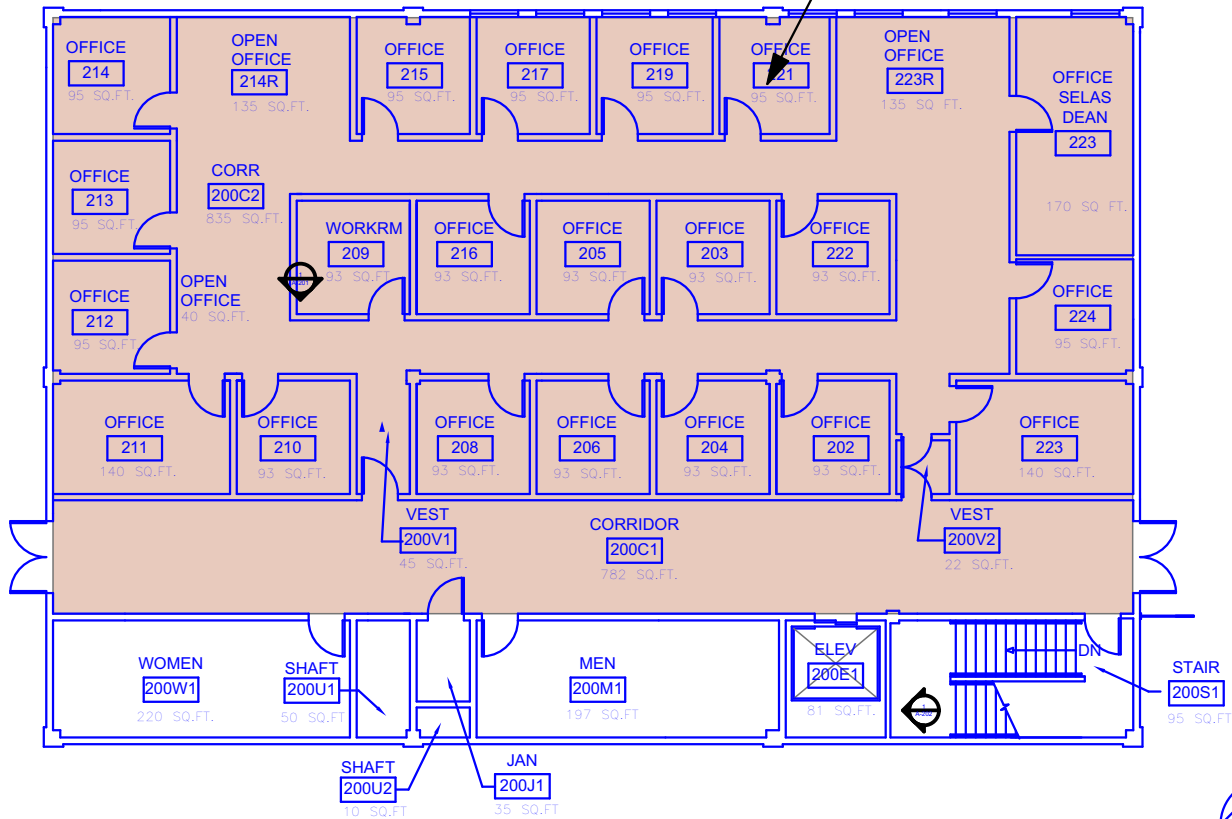 OFFICE
214
95 SQ.FT.
OPEN
OFFICE
214R
135 SQ.FT.
OFFICE
215
95 SQ.FT.
OFFICE
217
95 SQ.FT.
OFFICE
219
95 SQ.FT.
OFFICE
221
95 SQ.FT.
OPEN
OFFICE
223R
135 SQ FT.
OFFICE
SELAS
DEAN
223
170 SQ FT.
OFFICE
213
95 SQ.FT.
CORR
200C2
835 SQ.FT.
WORKRM
209
93 SQ.FT.
OFFICE
216
93 SQ.FT.
OFFICE
205
93 SQ.FT.
OFFICE
203
93 SQ.FT.
OFFICE
222
93 SQ.FT.
OFFICE
212
95 SQ.FT
OPEN
OFFICE
40 SQ.FT.
OFFICE
224
95 SQ.FT.
OFFICE
211
140 SQ.FT.
OFFICE
210
93 SQ.FT.
OFFICE
208
93 SQ.FT.
OFFICE
206
93 SQ.FT.
OFFICE
204
93 SQ.FT.
OFFICE
202
93 SQ.FT.
OFFICE
223
140 SQ.FT.
VEST
200V1
45 SQ.FT.
CORRIDOR
200C1
782 SQ.FT.
VEST
200V2
22 SQ.FT.
WOMEN
200W1
220 SQ.FT.
SHAFT
200U1
50 SQ.FT.
MEN
200M1
197 SQ.FT
ELEV
200E1
81 SQ.FT.
DN
STAIR
200S1
95 SQ.FT
SHAFT
200U2
10 SQ.FT
JAN
200J1
35 SQ.FT